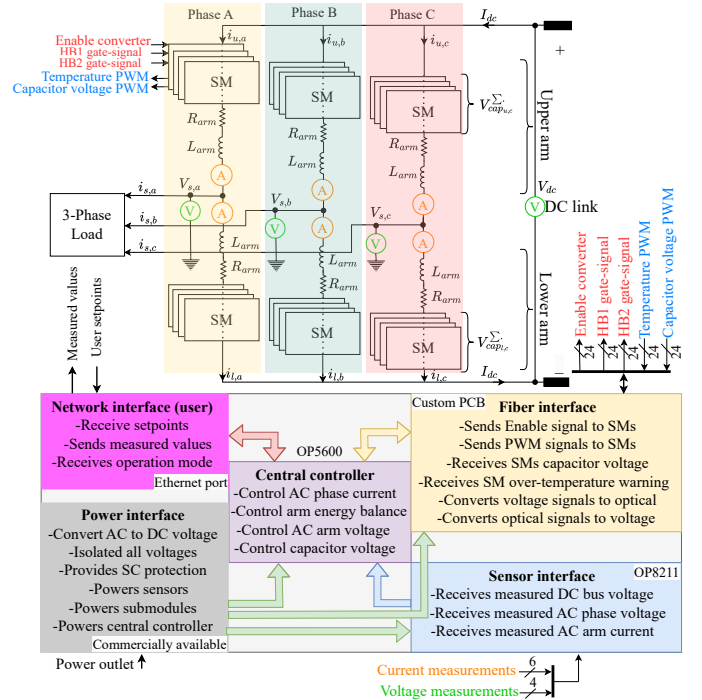 Phase A
Phase B
Phase C
I_dc
i_u,a
i_u,b
i_u,c
+
Enable converter
HB1 gate-signal
HB2 gate-signal
Temperature PWM
Capacitor voltage PWM
SM
SM
SM
V^Σ_cap_u,c
Upper arm
R_arm
L_arm
A
R_arm
L_arm
A
R_arm
L_arm
A
V_s,a
V_s,b
V_s,c
V_dc
V
DC link
i_s,a
i_s,b
i_s,c
3-Phase
Load
V
A
V
A
V
A
L_arm
R_arm
L_arm
R_arm
L_arm
R_arm
SM
SM
SM
V^Σ_cap_l,c
Lower arm
i_l,a
i_l,b
i_l,c
I_dc
−
Enable converter
HB1 gate-signal
HB2 gate-signal
Temperature PWM
Capacitor voltage PWM
24
24
24
24
24
Measured values
User setpoints
Network interface (user)
-Receive setpoints
-Sends measured values
-Receives operation mode
Ethernet port
Custom PCB
Fiber interface
-Sends Enable signal to SMs
-Sends PWM signals to SMs
-Receives SMs capacitor voltage
-Receives SM over-temperature warning
-Converts voltage signals to optical
-Converts optical signals to voltage
OP5600
Central controller
-Control AC phase current
-Control arm energy balance
-Control AC arm voltage
-Control capacitor voltage
Power interface
-Convert AC to DC voltage
-Isolated all voltages
-Provides SC protection
-Powers sensors
-Powers submodules
-Powers central controller
Commercially available
OP8211
Sensor interface
-Receives measured DC bus voltage
-Receives measured AC phase voltage
-Receives measured AC arm current
Power outlet
Current measurements
6
Voltage measurements
4